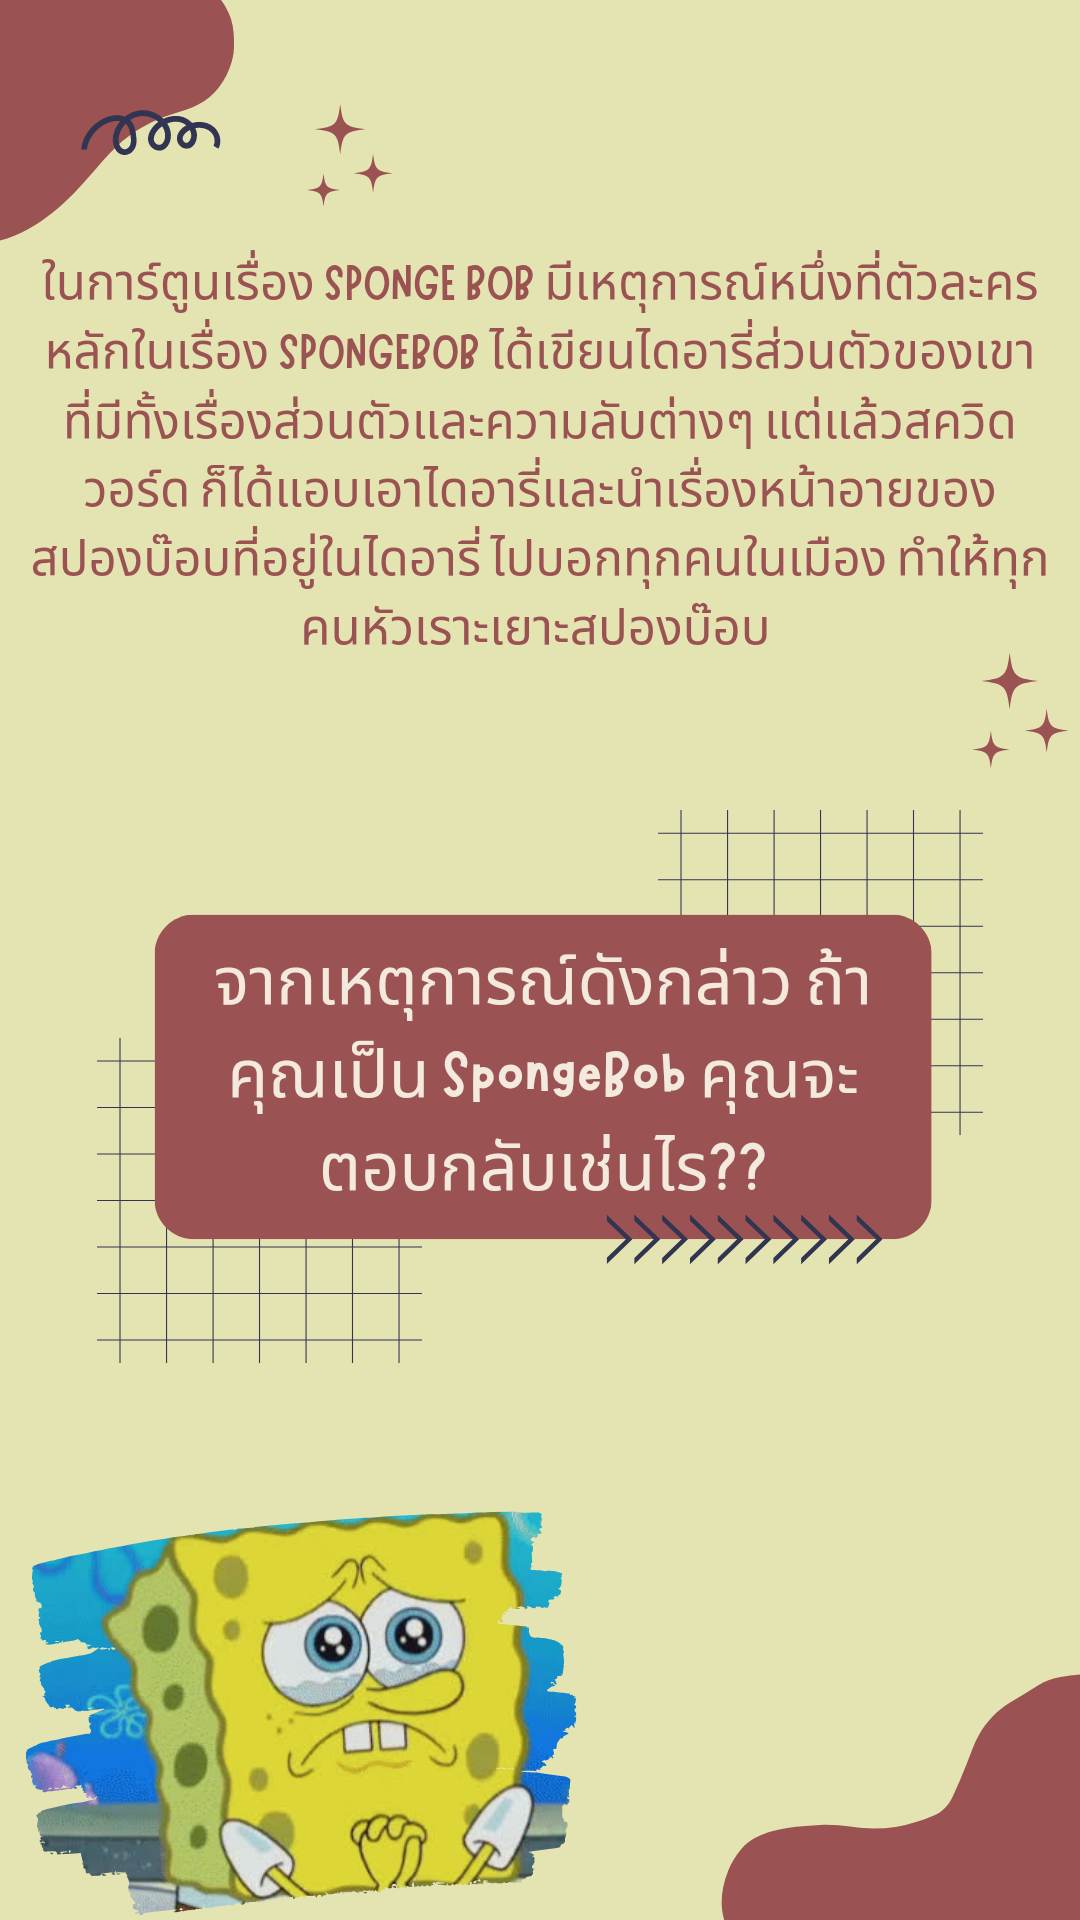 ในการ์ตูนเรื่อง SPONGE BOB มีเหตุการณ์หนึ่งที่ตัวละคร
หลักในเรื่อง SPONGEBOB ได้เขียนไดอารี่ส่วนตัวของเขา
ที่มีทั้งเรื่องส่วนตัวและความลับต่างๆ แต่แล้วสควิด
วอร์ด ก็ได้แอบเอาไดอารี่และนำเรื่องหน้าอายของ
สปองบ๊อบที่อยู่ในไดอารี่ ไปบอกทุกคนในเมือง ทำให้ทุก
คนหัวเราะเยาะสปองบ๊อบ
จากเหตุการณ์ดังกล่าว ถ้า
คุณเป็น SpongeBob คุณจะ
ตอบกลับเช่นไร??